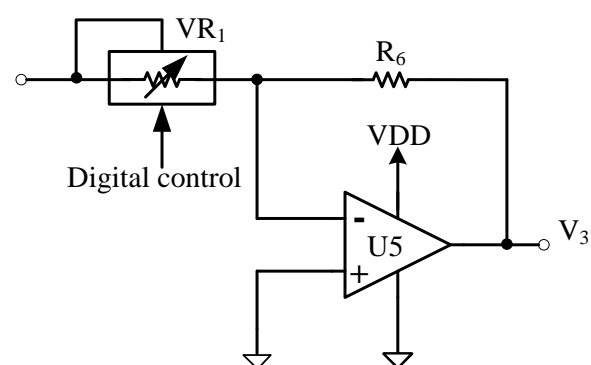 VR₁
R₆
VDD
Digital control
-
U5
+
V₃